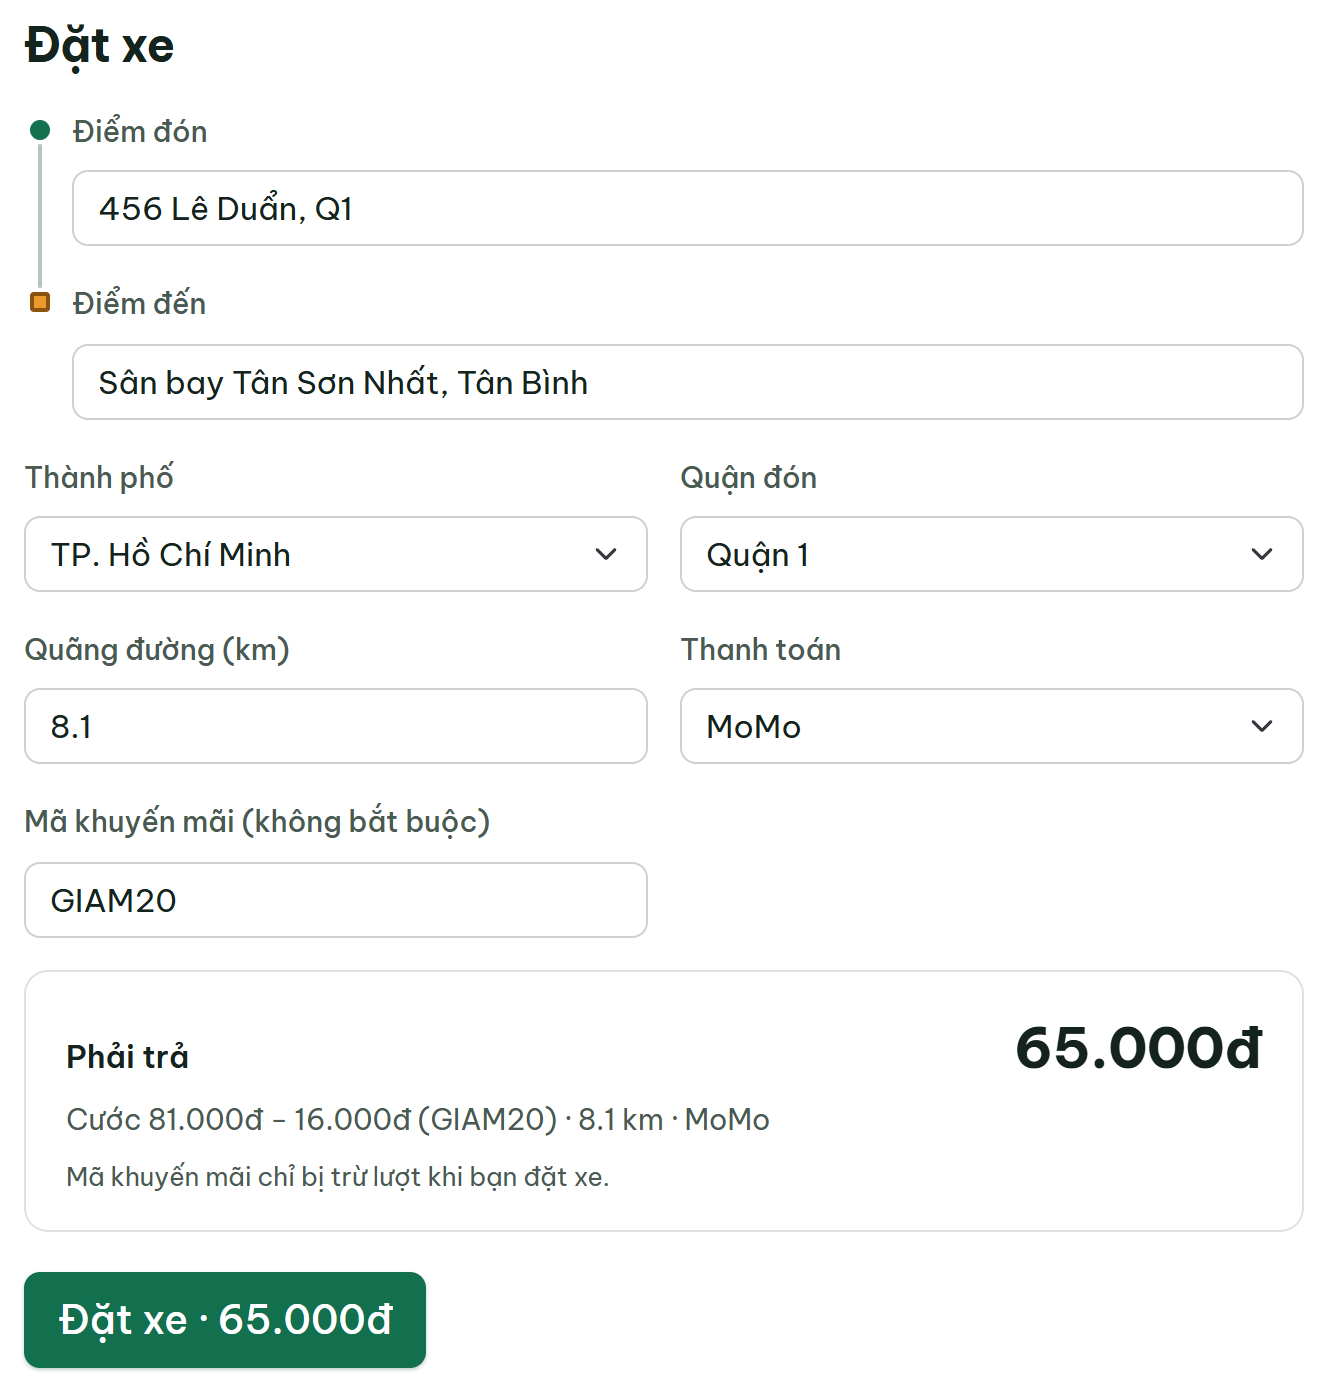 Đặt xe
Điểm đón
456 Lê Duẩn, Q1
Điểm đến
Sân bay Tân Sơn Nhất, Tân Bình
Thành phố
TP. Hồ Chí Minh
Quận đón
Quận 1
Quãng đường (km)
8.1
Thanh toán
MoMo
Mã khuyến mãi (không bắt buộc)
GIAM20
Phải trả
65.000đ
Cước 81.000đ − 16.000đ (GIAM20) · 8.1 km · MoMo
Mã khuyến mãi chỉ bị trừ lượt khi bạn đặt xe.
Đặt xe · 65.000đ